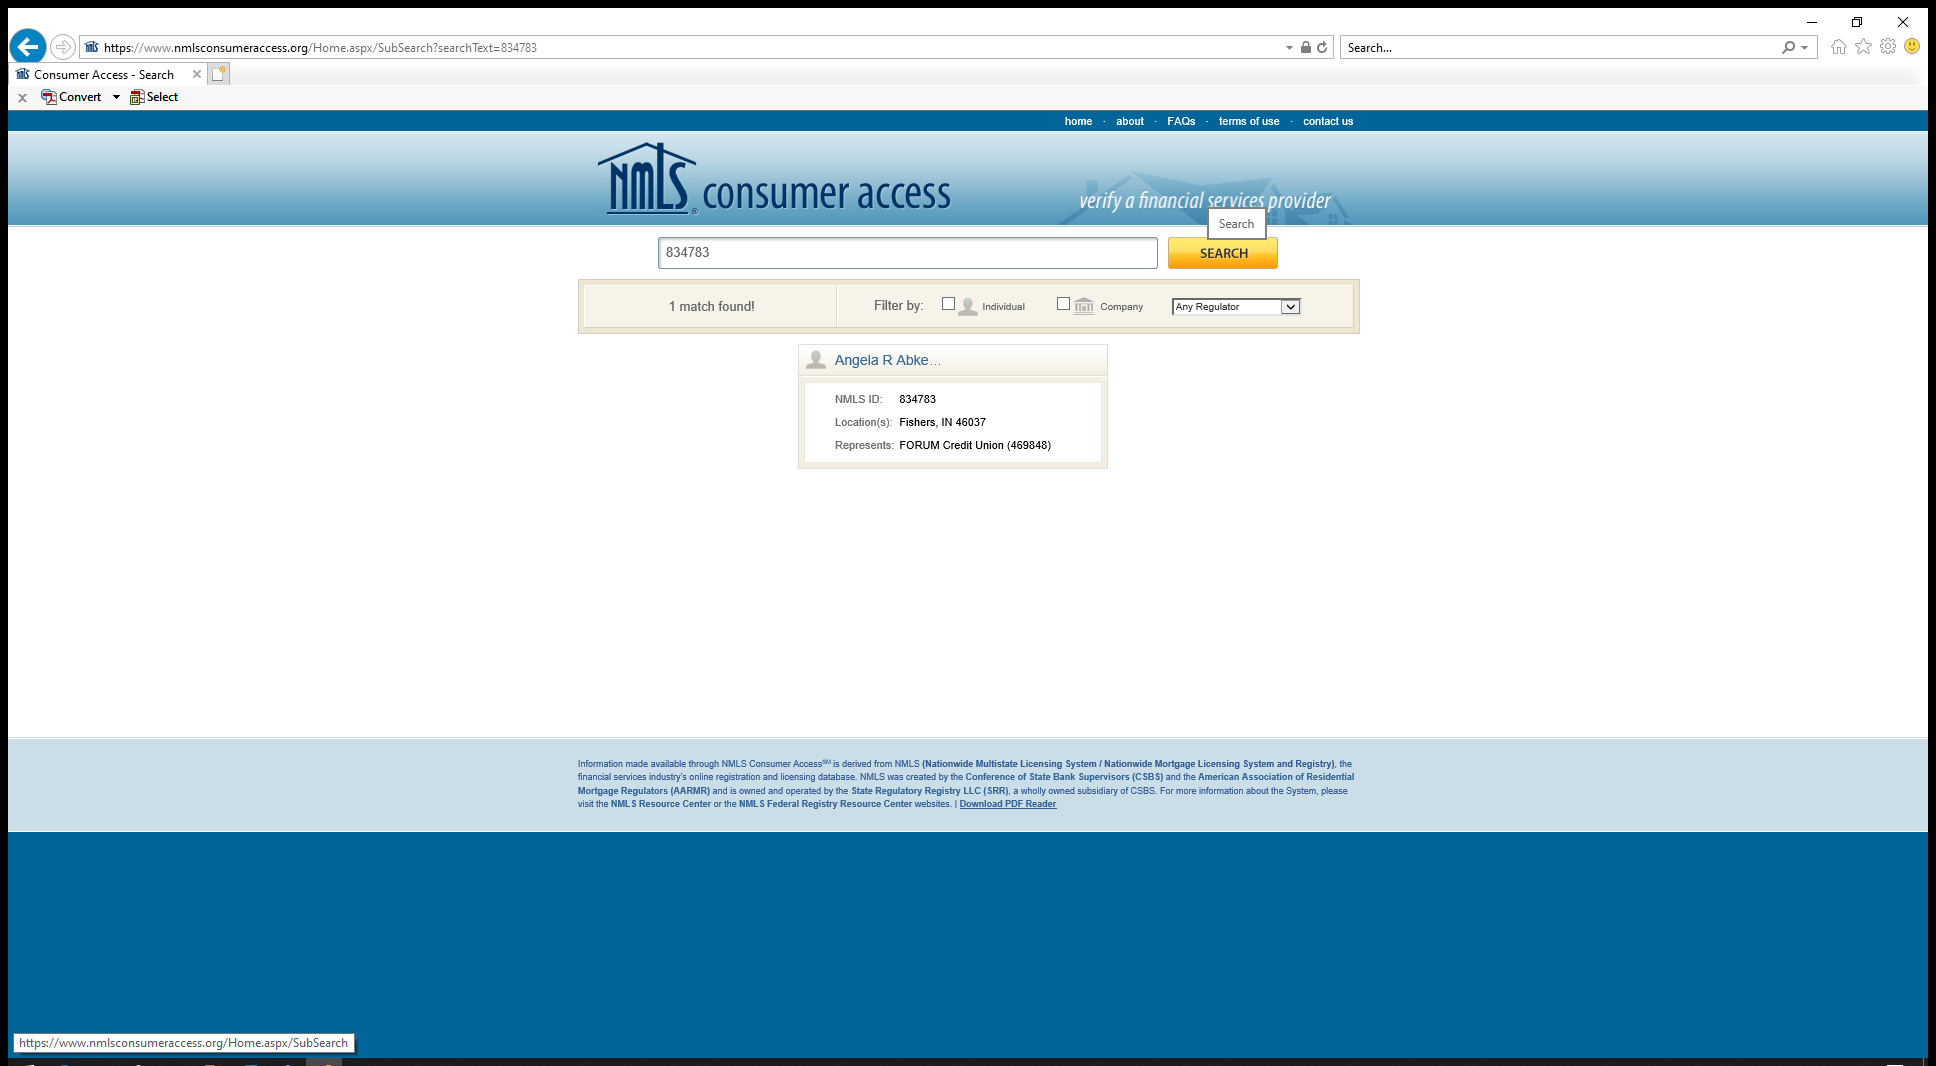 https://www.nmlsconsumeraccess.org/Home.aspx/SubSearch?searchText=834783
Search...
Consumer Access - Search
x Convert Select
home · about · FAQs · terms of use · contact us
NMLS® consumer access
verify a financial services provider
Search
834783
SEARCH
1 match found!
Filter by: Individual Company Any Regulator
Angela R Abke...
NMLS ID: 834783
Location(s): Fishers, IN 46037
Represents: FORUM Credit Union (469848)
Information made available through NMLS Consumer Access℠ is derived from NMLS (Nationwide Multistate Licensing System / Nationwide Mortgage Licensing System and Registry), the
financial services industry's online registration and licensing database. NMLS was created by the Conference of State Bank Supervisors (CSBS) and the American Association of Residential
Mortgage Regulators (AARMR) and is owned and operated by the State Regulatory Registry LLC (SRR), a wholly owned subsidiary of CSBS. For more information about the System, please
visit the NMLS Resource Center or the NMLS Federal Registry Resource Center websites. | Download PDF Reader
https://www.nmlsconsumeraccess.org/Home.aspx/SubSearch